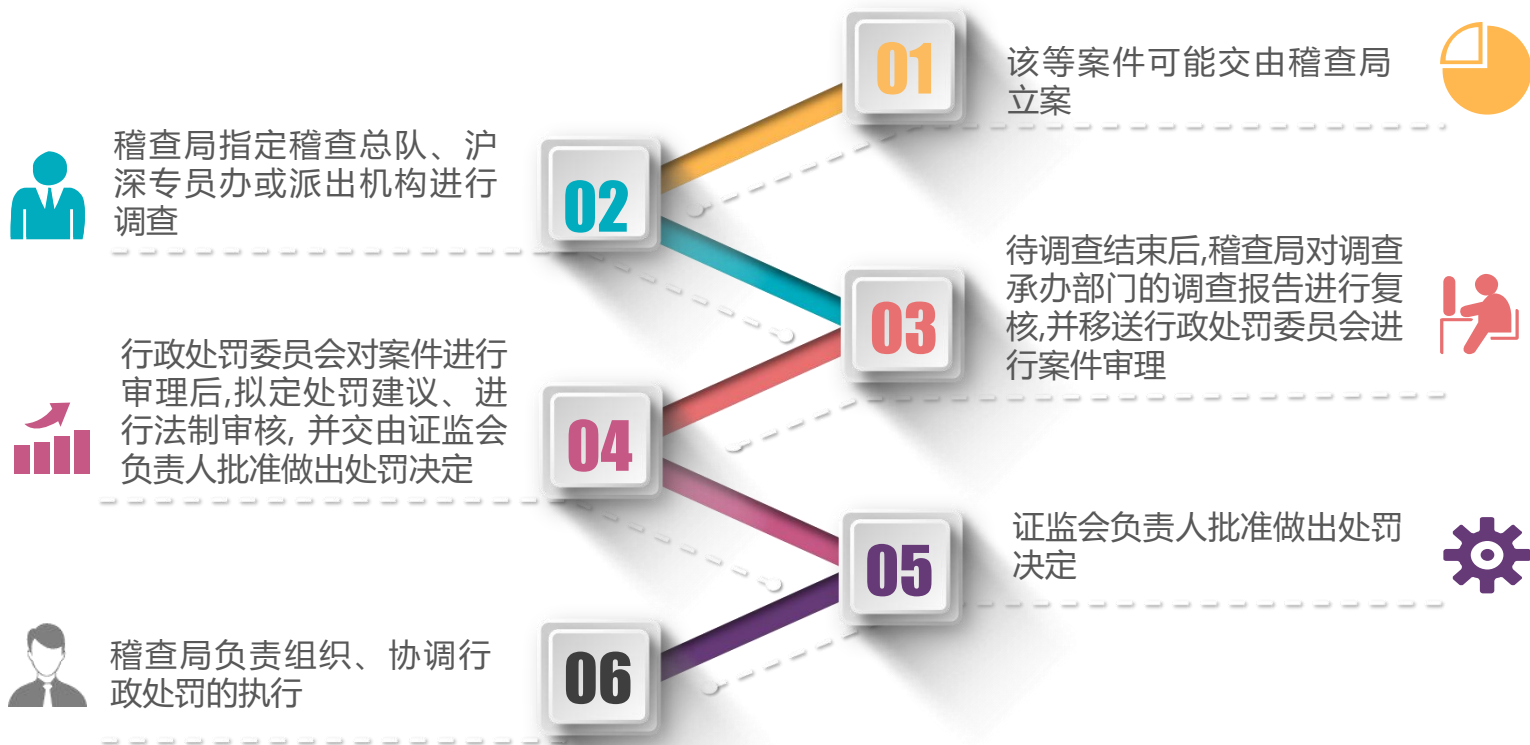 01
该等案件可能交由稽查局
立案
02
稽查局指定稽查总队、沪
深专员办或派出机构进行
调查
03
待调查结束后,稽查局对调查
承办部门的调查报告进行复
核,并移送行政处罚委员会进
行案件审理
04
行政处罚委员会对案件进行
审理后,拟定处罚建议、进
行法制审核, 并交由证监会
负责人批准做出处罚决定
05
证监会负责人批准做出处罚
决定
06
稽查局负责组织、协调行
政处罚的执行